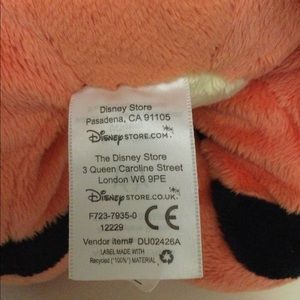 Disney Store
Pasadena, CA 91105
DisneySTORE.COM
The Disney Store
3 Queen Caroline Street
London W6 9PE
DisneySTORE.CO.UK
F723-7935-0
12229
CE
Vendor item# DU02426A
LABEL MADE WITH
Recycled ("100%") MATERIAL